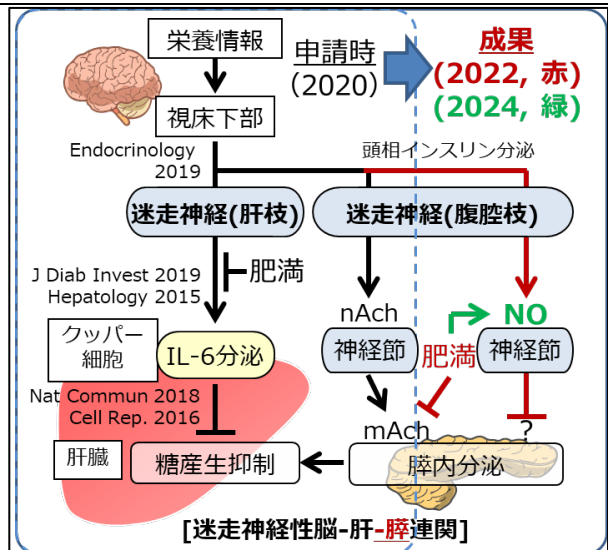 栄養情報
申請時
(2020)
成果
(2022, 赤)
(2024, 緑)
視床下部
Endocrinology
2019
頭相インスリン分泌
迷走神経(肝枝)
迷走神経(腹腔枝)
J Diab Invest 2019
Hepatology 2015
肥満
nAch
NO
クッパー
細胞
IL-6分泌
神経節
肥満
神経節
Nat Commun 2018
Cell Rep. 2016
mAch
?
肝臓
糖産生抑制
膵内分泌
[迷走神経性脳-肝-膵連関]